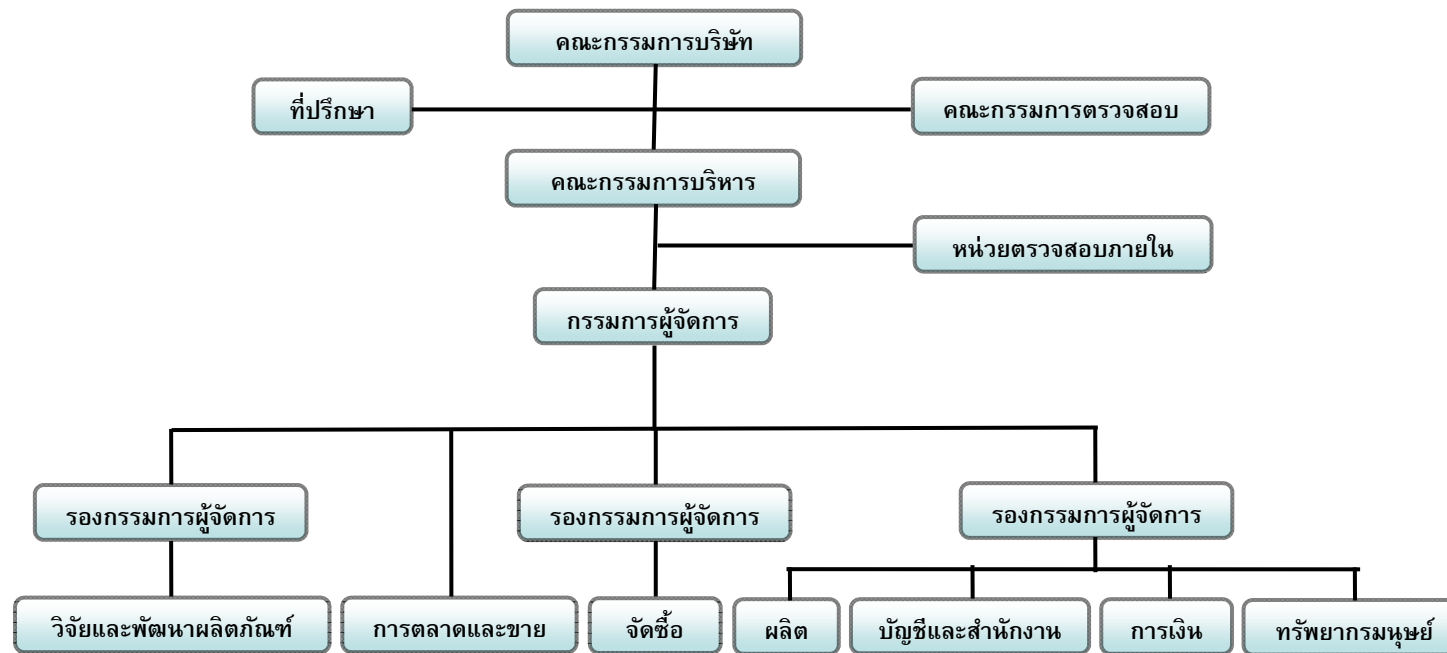 คณะกรรมการบริษัท
ที่ปรึกษา
คณะกรรมการตรวจสอบ
คณะกรรมการบริหาร
หน่วยตรวจสอบภายใน
กรรมการผู้จัดการ
รองกรรมการผู้จัดการ
รองกรรมการผู้จัดการ
รองกรรมการผู้จัดการ
วิจัยและพัฒนาผลิตภัณฑ์
การตลาดและขาย
จัดซื้อ
ผลิต
บัญชีและสำนักงาน
การเงิน
ทรัพยากรมนุษย์